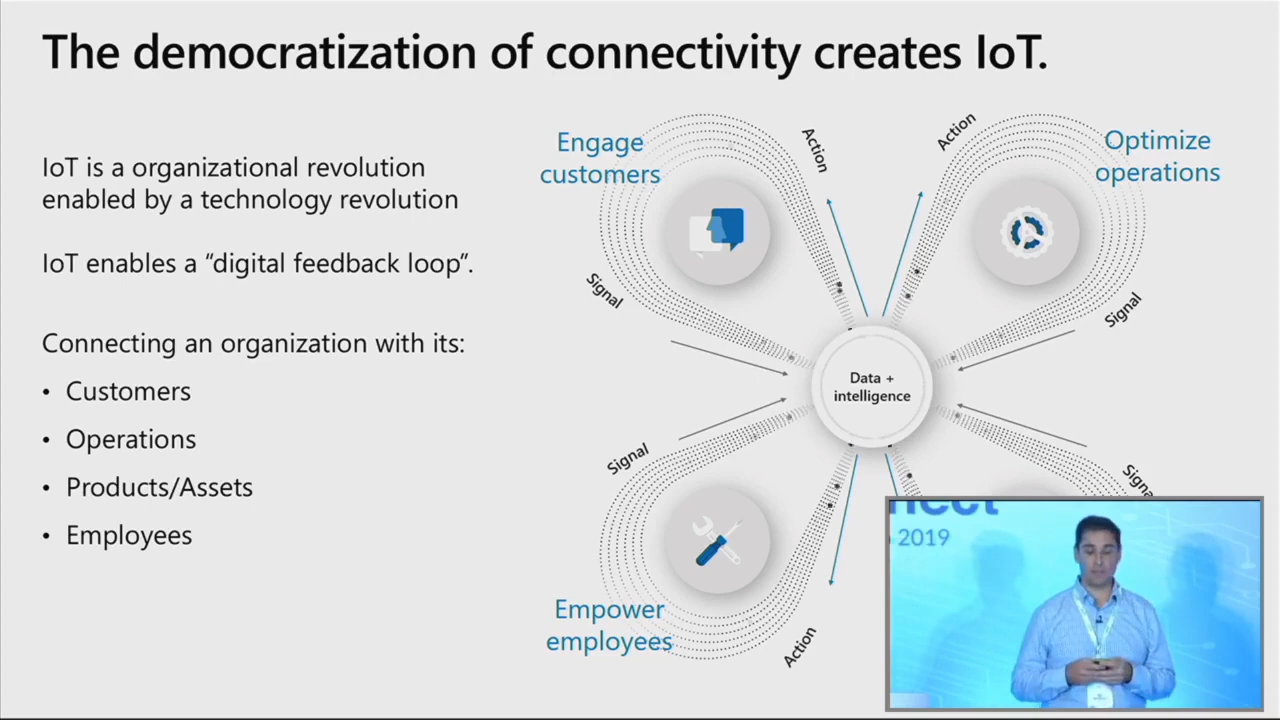 The democratization of connectivity creates IoT.
IoT is a organizational revolution
enabled by a technology revolution
IoT enables a “digital feedback loop”.
Connecting an organization with its:
• Customers
• Operations
• Products/Assets
• Employees
Engage
customers
Action
Action
Optimize
operations
Signal
Signal
Data +
intelligence
Signal
Signal
Empower
employees
Action
2019